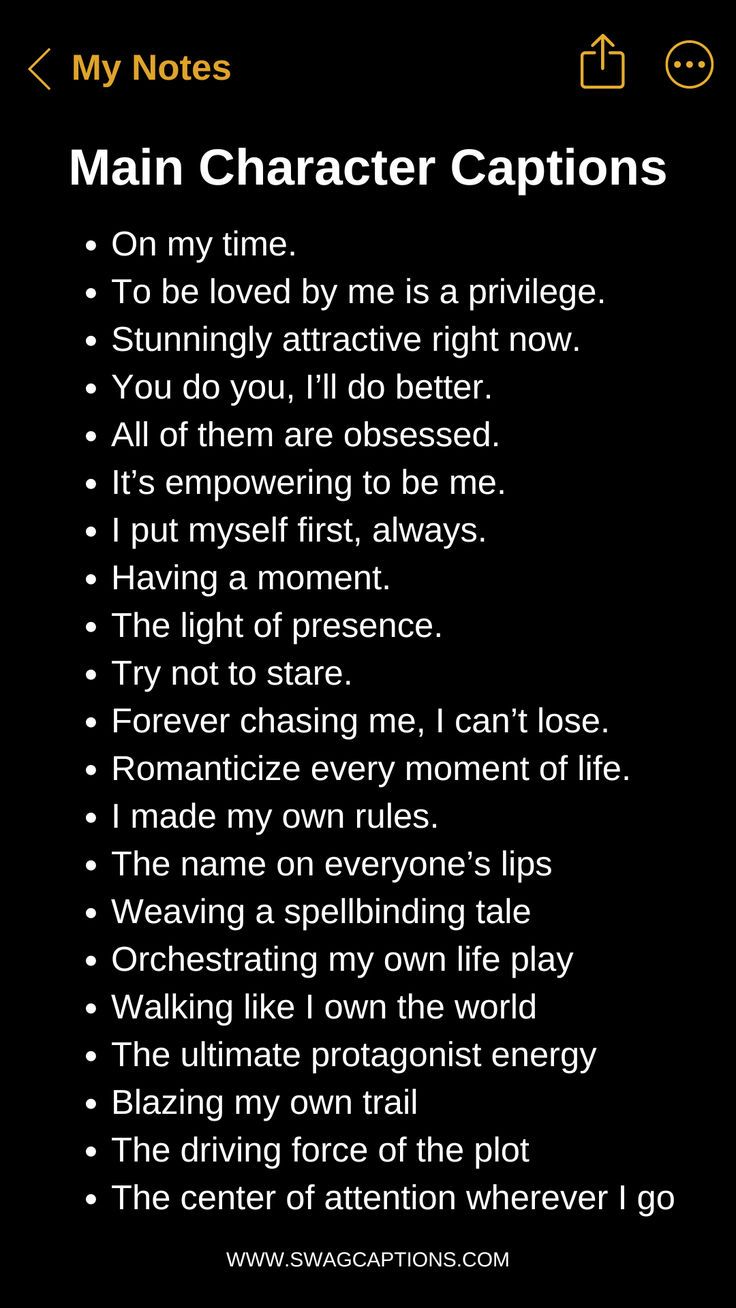 My Notes
Main Character Captions
• On my time.
• To be loved by me is a privilege.
• Stunningly attractive right now.
• You do you, I’ll do better.
• All of them are obsessed.
• It’s empowering to be me.
• I put myself first, always.
• Having a moment.
• The light of presence.
• Try not to stare.
• Forever chasing me, I can’t lose.
• Romanticize every moment of life.
• I made my own rules.
• The name on everyone’s lips
• Weaving a spellbinding tale
• Orchestrating my own life play
• Walking like I own the world
• The ultimate protagonist energy
• Blazing my own trail
• The driving force of the plot
• The center of attention wherever I go
WWW.SWAGCAPTIONS.COM